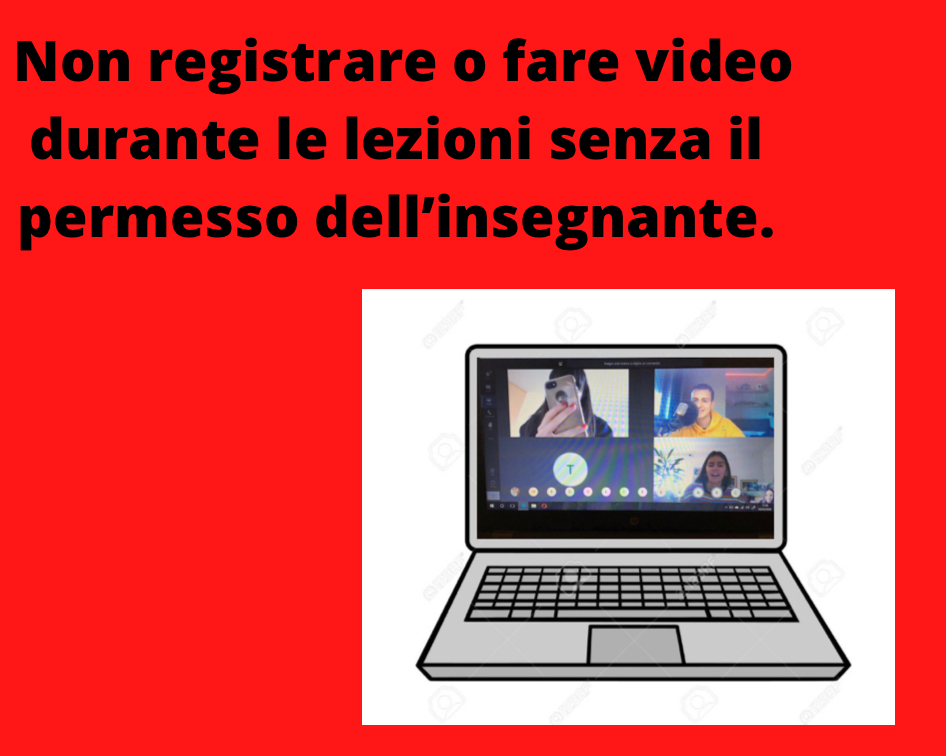 Non registrare o fare video
durante le lezioni senza il
permesso dell’insegnante.
T